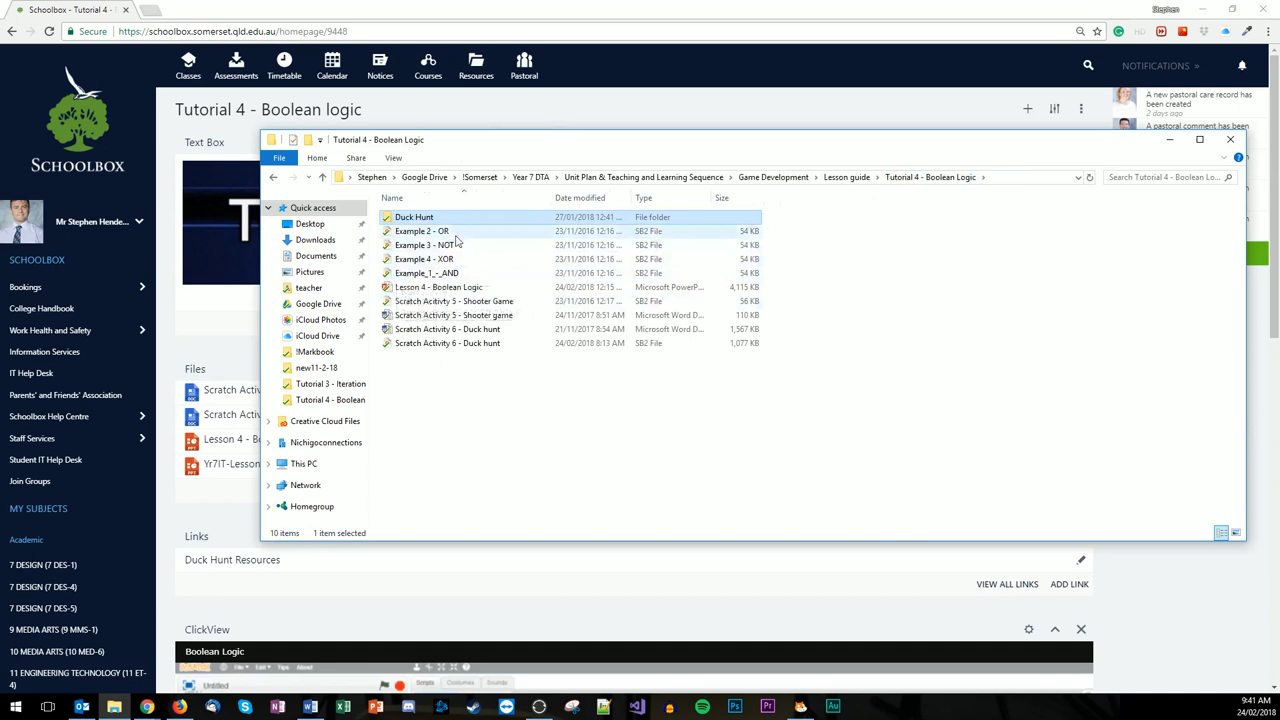 Schoolbox - Tutorial 4 -
Stephen
Secure
https://schoolbox.somerset.qld.edu.au/homepage/9448
Classes
Assessments
Timetable
Calendar
Notices
Courses
Resources
Pastoral
NOTIFICATIONS »
SCHOOLBOX
Mr Stephen Hende...
SCHOOLBOX
Bookings
College Handbook
Work Health and Safety
Information Services
IT Help Desk
Parents' and Friends' Association
Schoolbox Help Centre
Staff Services
Student IT Help Desk
Join Groups
MY SUBJECTS
Academic
7 DESIGN (7 DES-1)
7 DESIGN (7 DES-4)
7 DESIGN (7 DES-5)
9 MEDIA ARTS (9 MMS-1)
10 MEDIA ARTS (10 MED-6)
11 ENGINEERING TECHNOLOGY (11 ET-
4)
Tutorial 4 - Boolean logic
Text Box
T
A new pastoral care record has
been created
2 days ago
A pastoral comment has been
Files
Scratch Activ
Scratch Activ
Lesson 4 - Bo
Yr7IT-Lesson
Tutorial 4 - Boolean Logic
File
Home
Share
View
Stephen > Google Drive > !Somerset > Year 7 DTA > Unit Plan & Teaching and Learning Sequence > Game Development > Lesson guide > Tutorial 4 - Boolean Logic >
Search Tutorial 4 - Boolean Lo...
Quick access
Desktop
Downloads
Documents
Pictures
teacher
Google Drive
iCloud Photos
iCloud Drive
!Markbook
new11-2-18
Tutorial 3 - Iteration
Tutorial 4 - Boolean
Creative Cloud Files
Nichigoconnections
This PC
Network
Homegroup
Name Date modified Type Size
Duck Hunt 27/01/2018 12:41 ... File folder
Example 2 - OR 23/11/2016 12:16 ... SB2 File 54 KB
Example 3 - NOT 23/11/2016 12:16 ... SB2 File 54 KB
Example 4 - XOR 23/11/2016 12:16 ... SB2 File 54 KB
Example_1_-_AND 23/11/2016 12:16 ... SB2 File 54 KB
Lesson 4 - Boolean Logic 24/02/2018 12:15 ... Microsoft PowerP... 4,115 KB
Scratch Acitivty 5 - Shooter Game 23/11/2016 12:17 ... SB2 File 56 KB
Scratch Activity 5 - Shooter game 24/11/2017 8:51 AM Microsoft Word D... 110 KB
Scratch Activity 6 - Duck hunt 21/11/2017 8:54 AM Microsoft Word D... 1,567 KB
Scratch Activity 6 - Duck hunt 24/02/2018 8:13 AM SB2 File 1,077 KB
10 items
1 item selected
Links
Duck Hunt Resources
VIEW ALL LINKS
ADD LINK
ClickView
Boolean Logic
File
Edit
Tips
About
Untitled
Scripts
Costumes
Sounds
9:41 AM
24/02/2018